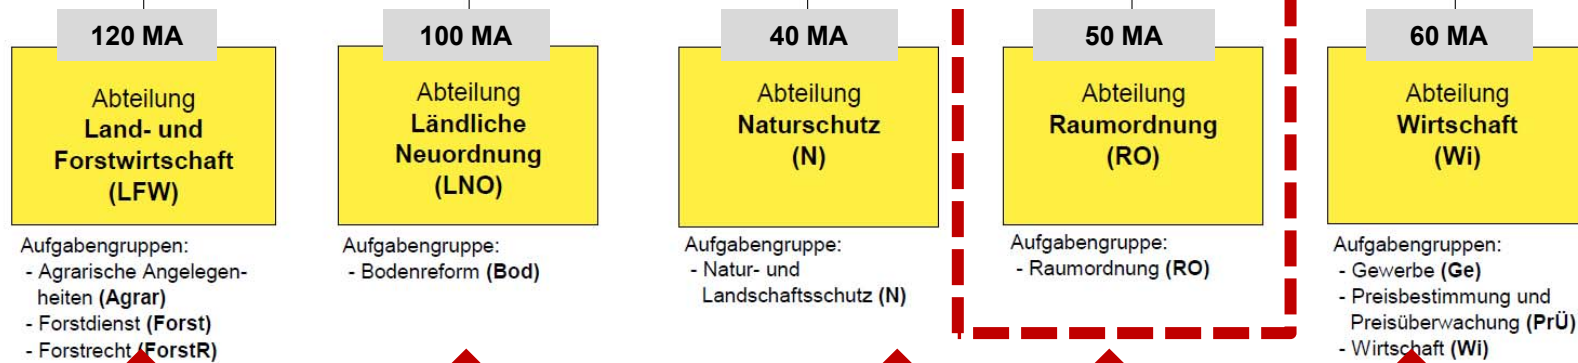 120 MA
Abteilung
Land- und
Forstwirtschaft
(LFW)
Aufgabengruppen:
- Agrarische Angelegen-
heiten (Agrar)
- Forstdienst (Forst)
- Forstrecht (ForstR)
100 MA
Abteilung
Ländliche
Neuordnung
(LNO)
Aufgabengruppe:
- Bodenreform (Bod)
40 MA
Abteilung
Naturschutz
(N)
Aufgabengruppe:
- Natur- und
Landschaftsschutz (N)
50 MA
Abteilung
Raumordnung
(RO)
Aufgabengruppe:
- Raumordnung (RO)
60 MA
Abteilung
Wirtschaft
(Wi)
Aufgabengruppen:
- Gewerbe (Ge)
- Preisbestimmung und
Preisüberwachung (PrÜ)
- Wirtschaft (Wi)